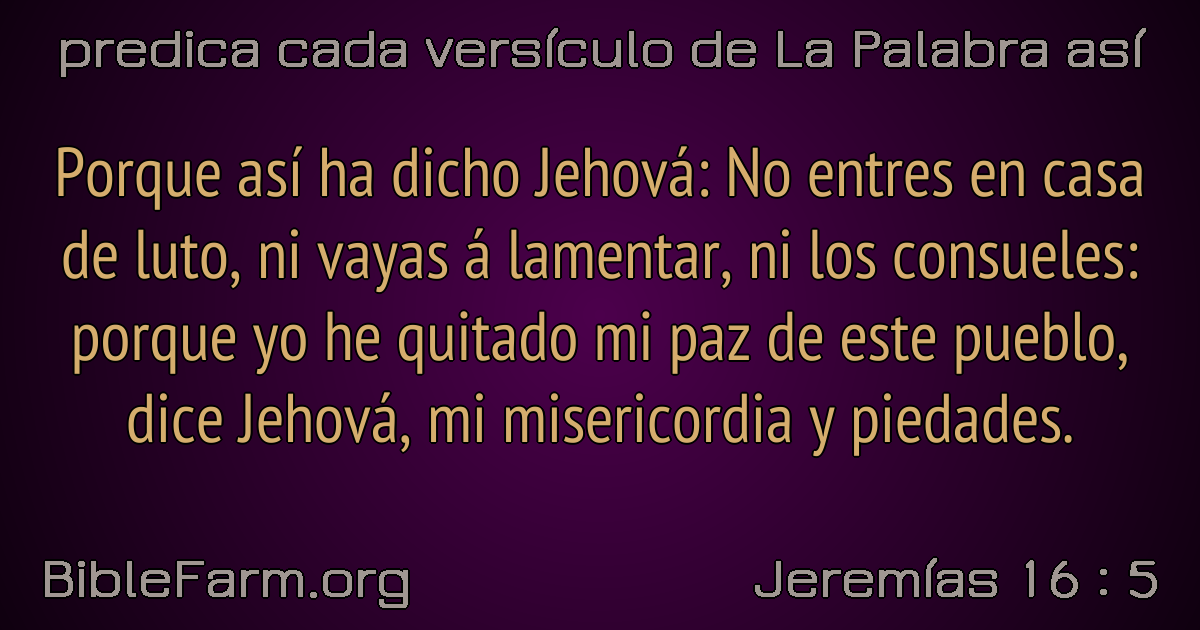 predica cada versículo de La Palabra así
Porque así ha dicho Jehová: No entres en casa
de luto, ni vayas á lamentar, ni los consueles:
porque yo he quitado mi paz de este pueblo,
dice Jehová, mi misericordia y piedades.
BibleFarm.org
Jeremías 16 : 5